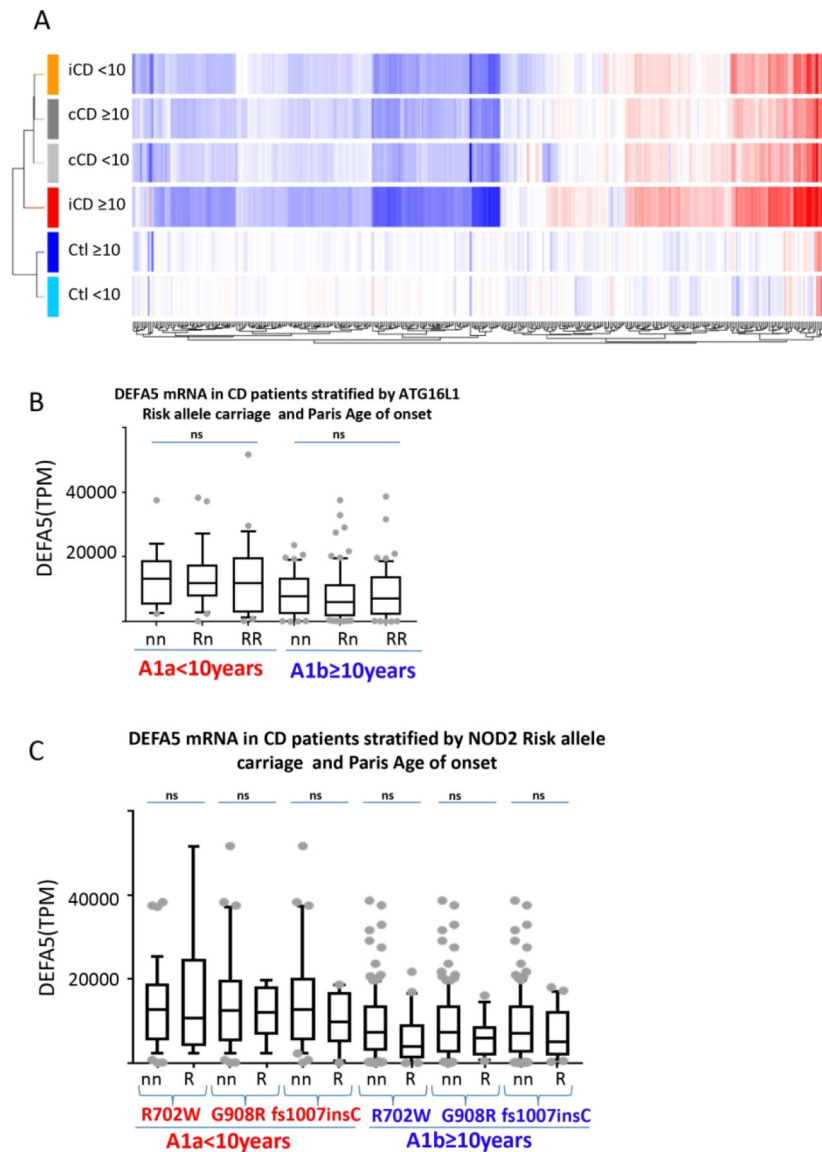 A
iCD <10
cCD ≥10
cCD <10
iCD ≥10
Ctl ≥10
Ctl <10
B
DEFA5 mRNA in CD patients stratified by ATG16L1
Risk allele carriage and Paris Age of onset
ns ns
DEFA5(TPM)
40000
20000
nn Rn RR nn Rn RR
A1a<10years A1b≥10years
C
DEFA5 mRNA in CD patients stratified by NOD2 Risk allele
carriage and Paris Age of onset
ns ns ns ns ns ns
DEFA5(TPM)
40000
20000
nn R nn R nn R nn R nn R nn R
R702W G908R fs1007insC R702W G908R fs1007insC
A1a<10years A1b≥10years